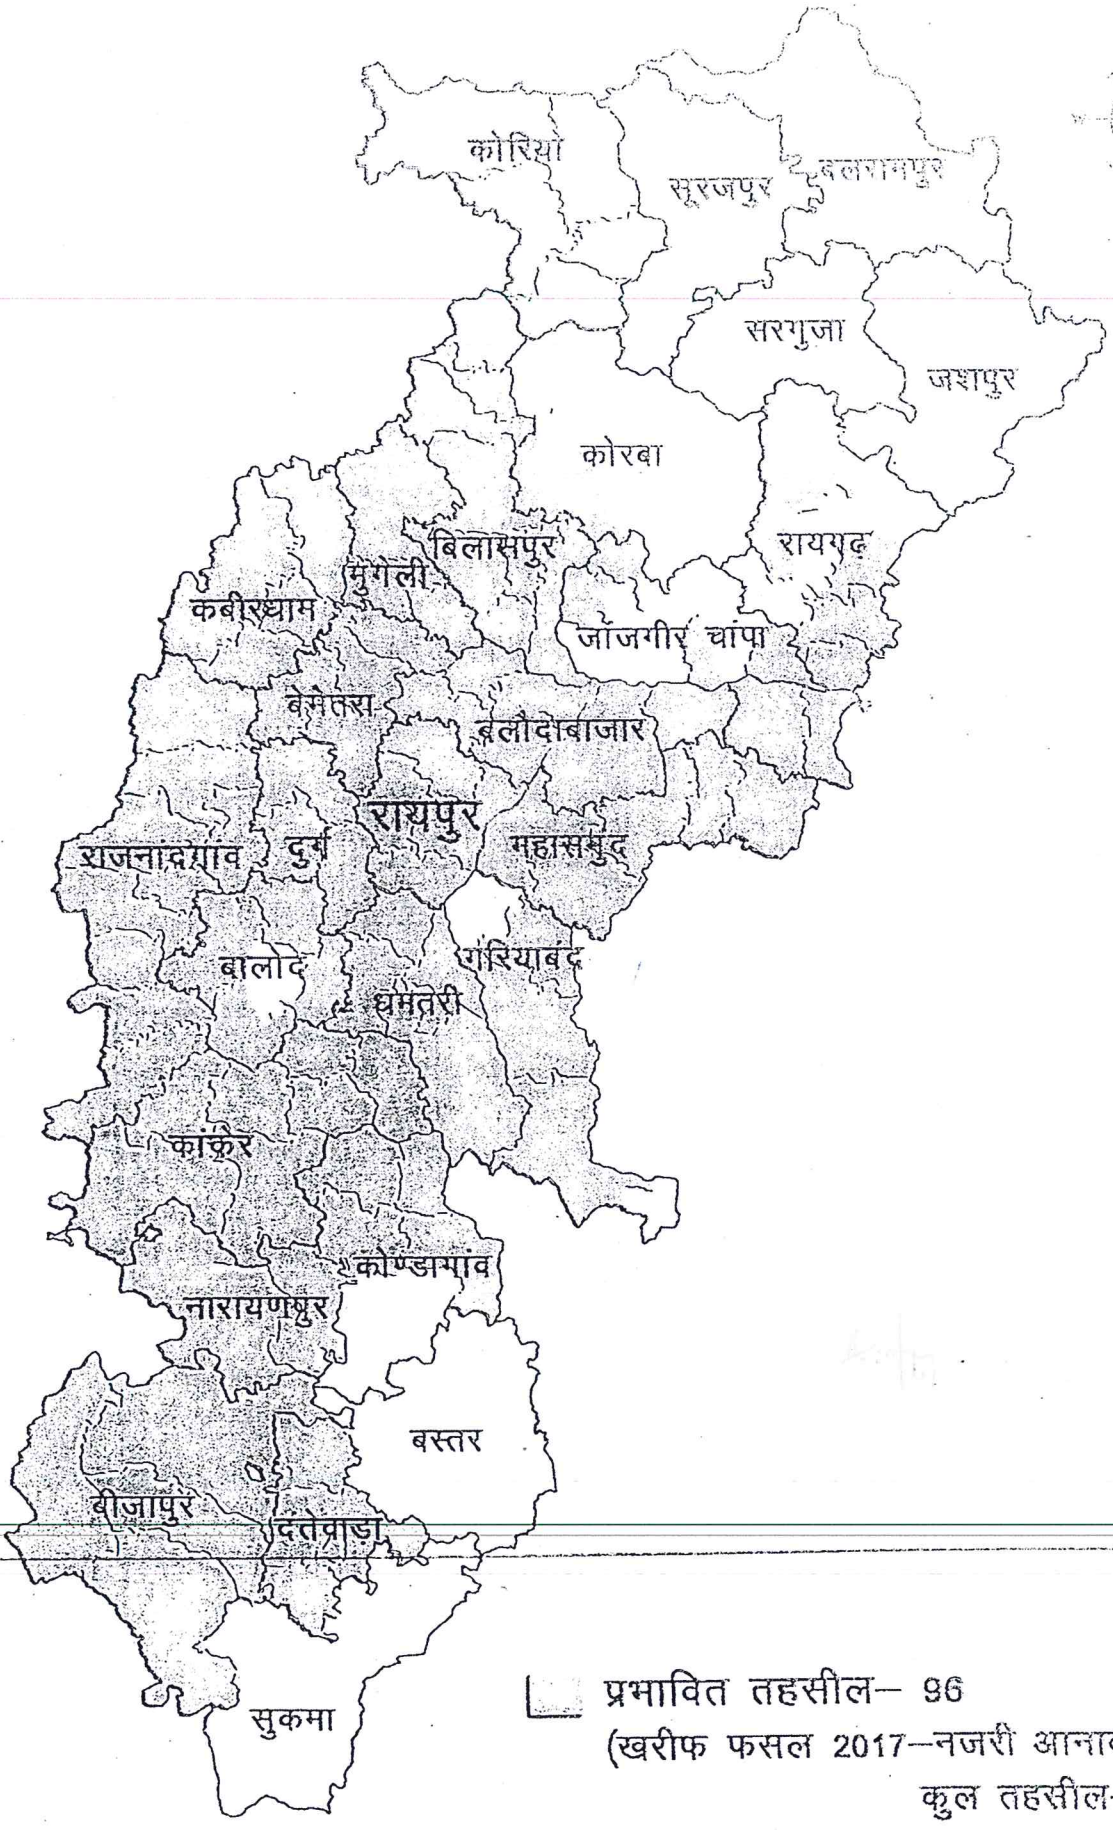 कोरिया
सूरजपुर
बलरामपुर
सरगुजा
जशपुर
कोरबा
रायगढ़
बिलासपुर
मुंगेली
कबीरधाम
जॉजगीर चांपा
बेमेतरा
बलौदाबाजार
रायपुर
दुर्ग
राजनांदगांव
महासमुंद
गरियाबंद
बालोद
धमतरी
कांकेर
कोण्डागांव
नारायणपुर
बस्तर
बीजापुर
दंतेवाड़ा
सुकमा
प्रभावित तहसील– 96
(खरीफ फसल 2017–नजरी
कुल तहसील-